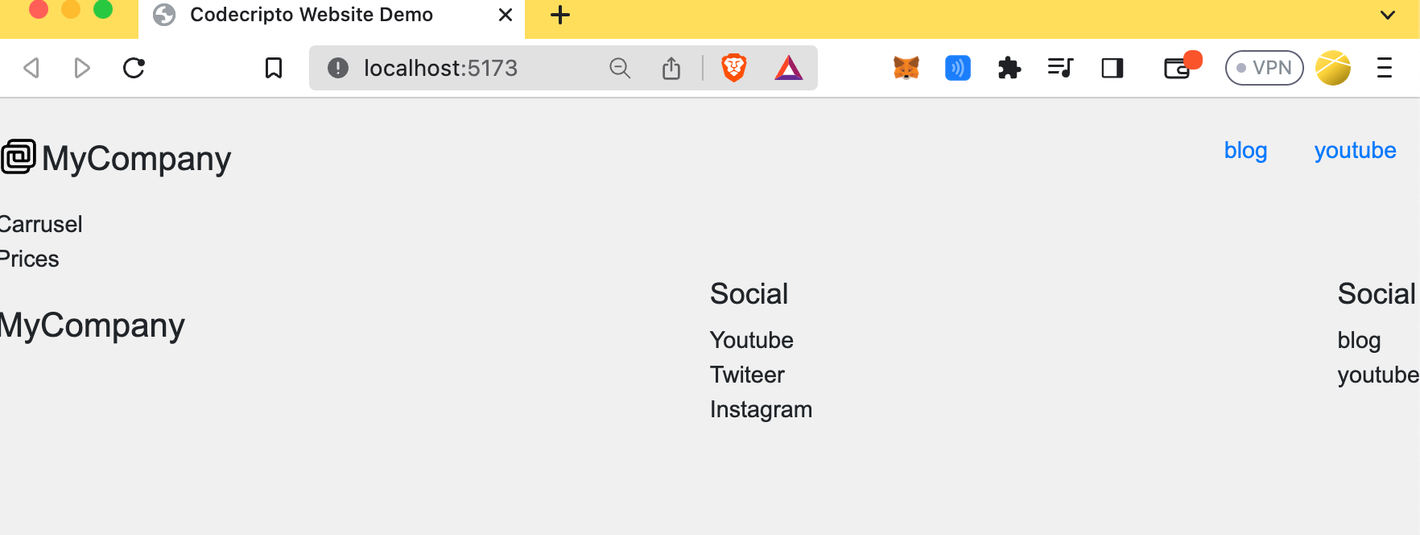 Codecripto Website Demo
localhost:5173
VPN
MyCompany
blog youtube
Carrusel
Prices
MyCompany
Social
Youtube
Twiteer
Instagram
Social
blog
youtube